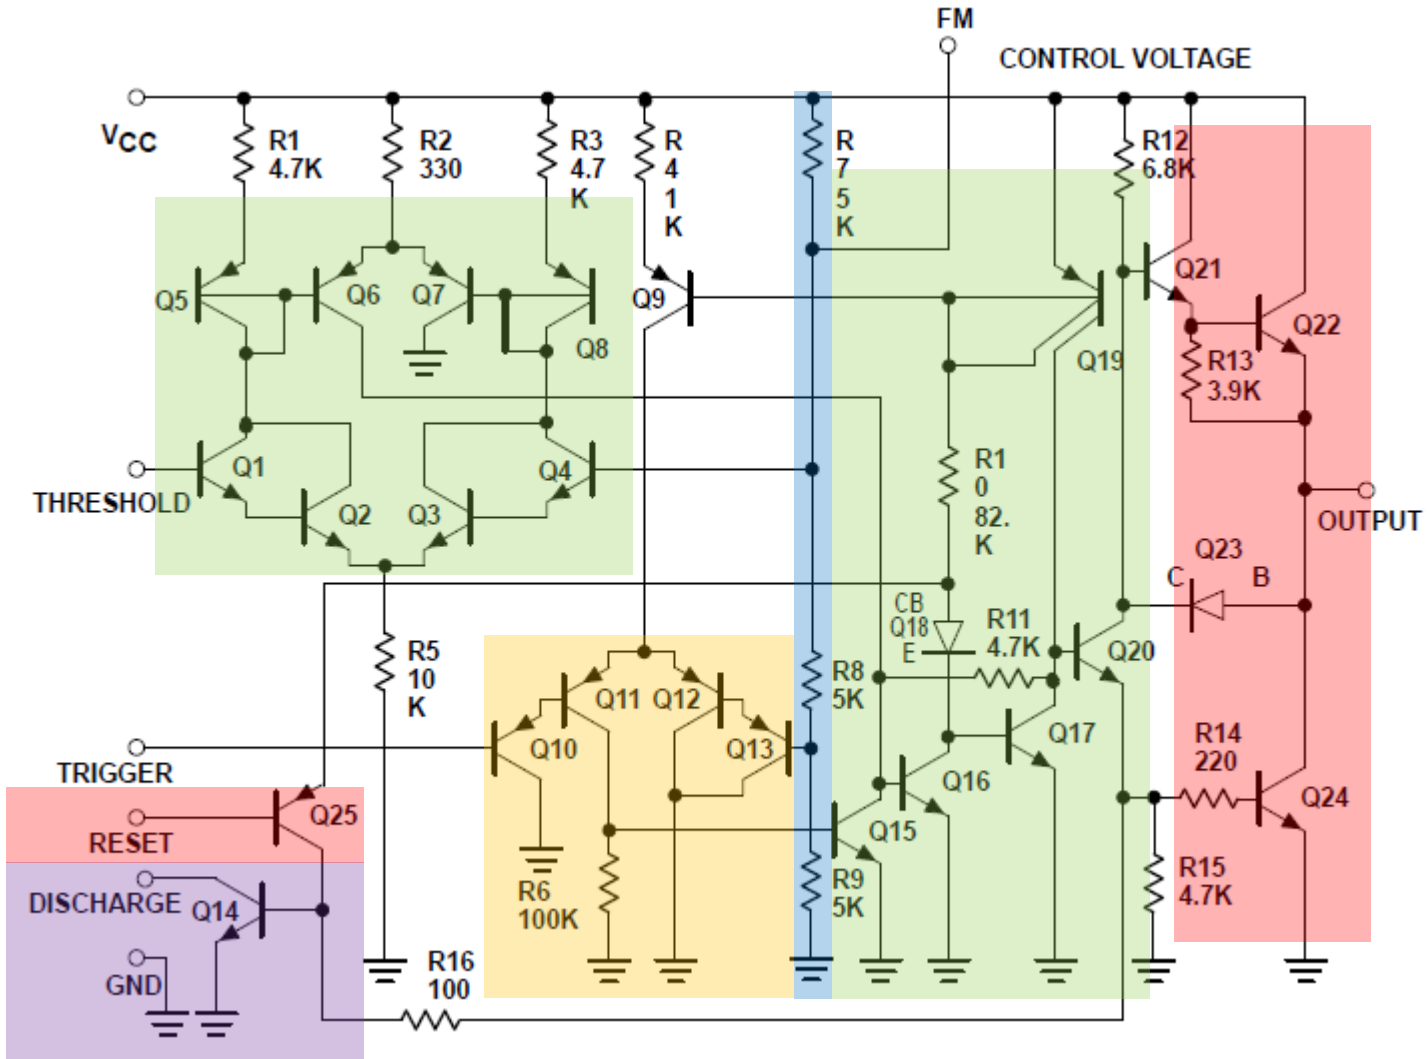 FM
CONTROL VOLTAGE
VCC
R1
4.7K
R2
330
R3
4.7
K
R
4
1
K
R
7
5
K
R12
6.8K
Q5
Q6
Q7
Q8
Q9
Q19
Q21
Q22
R13
3.9K
Q1
Q2
Q3
Q4
THRESHOLD
R1
0
82.
K
OUTPUT
Q23
C
B
CB
Q18
E
R11
4.7K
Q20
R5
10
K
Q11
Q12
R8
5K
Q10
Q13
TRIGGER
Q17
Q16
R14
220
Q24
Q25
RESET
Q15
DISCHARGE
Q14
R6
100K
R9
5K
R15
4.7K
GND
R16
100